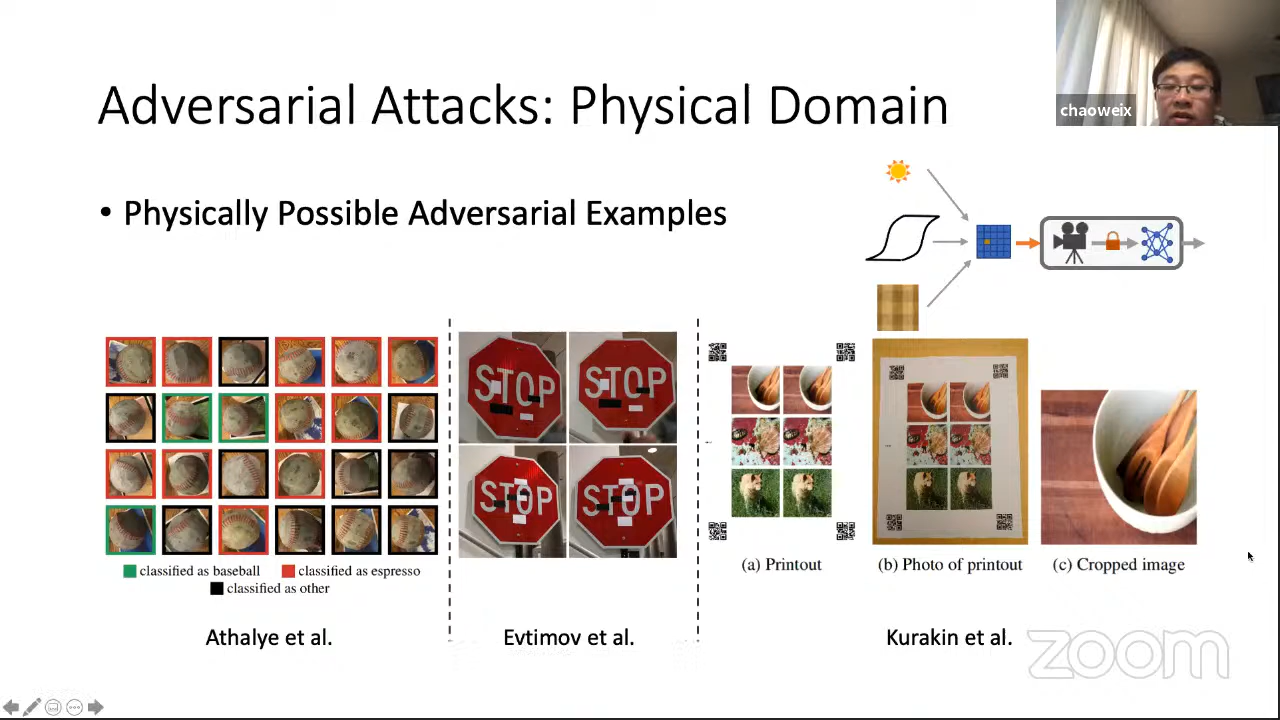 Adversarial Attacks: Physical Domain
chaoweix
• Physically Possible Adversarial Examples
STOP
STOP
STOP
STOP
classified as baseball
classified as espresso
classified as other
(a) Printout
(b) Photo of printout
(c) Cropped image
Athalye et al.
Evtimov et al.
Kurakin et al.
zoom